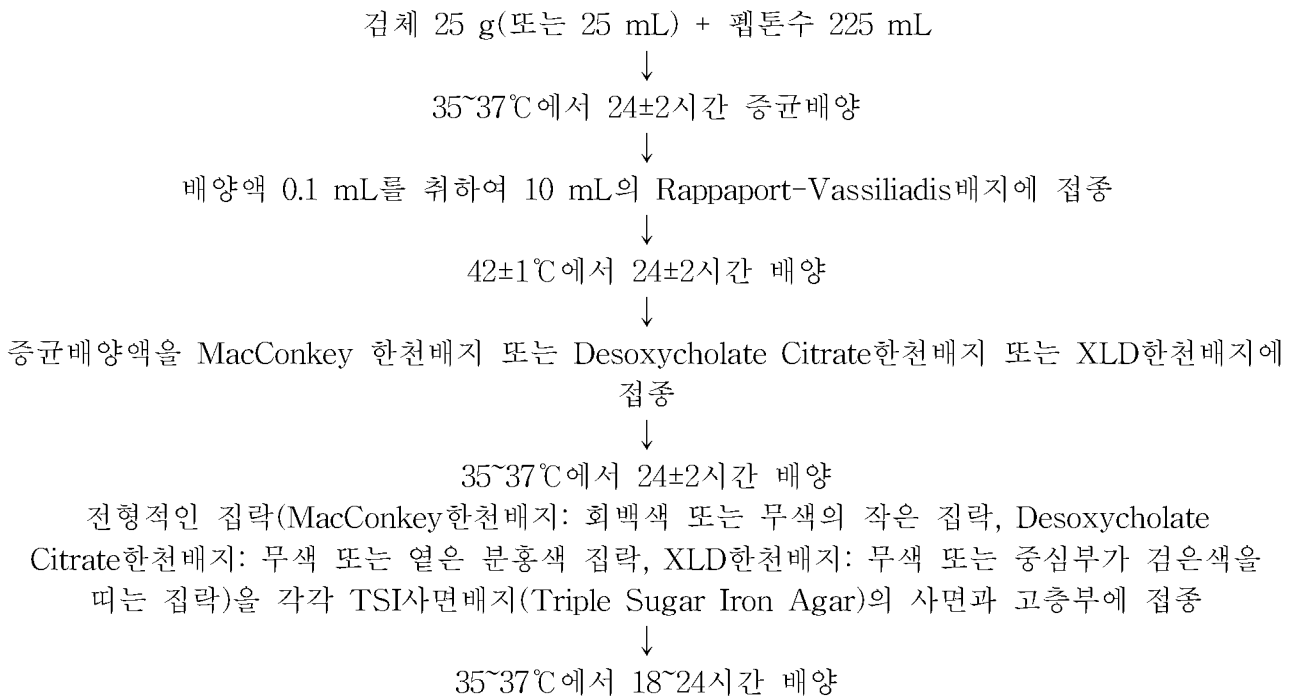 검체 25 g(또는 25 mL) + 펩톤수 225 mL
↓
35~37℃에서 24±2시간 증균배양
↓
배양액 0.1 mL를 취하여 10 mL의 Rappaport-Vassiliadis배지에 접종
↓
42±1℃에서 24±2시간 배양
↓
증균배양액을 MacConkey 한천배지 또는 Desoxycholate Citrate한천배지 또는 XLD한천배지에
접종
↓
35~37℃에서 24±2시간 배양
전형적인 집락(MacConkey한천배지: 회백색 또는 무색의 작은 집락, Desoxycholate
Citrate한천배지: 무색 또는 옅은 분홍색 집락, XLD한천배지: 무색 또는 중심부가 검은색을
띠는 집락)을 각각 TSI사면배지(Triple Sugar Iron Agar)의 사면과 고층부에 접종
↓
35~37℃에서 18~24시간 배양